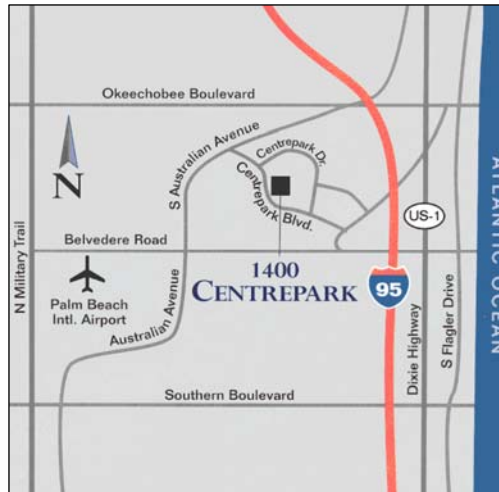 Okeechobee Boulevard
S Australian Avenue
Centrepark Dr.
Centrepark Blvd.
N
ATLANTIC OCEAN
US-1
N Military Trail
Belvedere Road
1400
CENTREPARK
95
Palm Beach
Intl. Airport
Australian Avenue
Dixie Highway
S Flagler Drive
Southern Boulevard